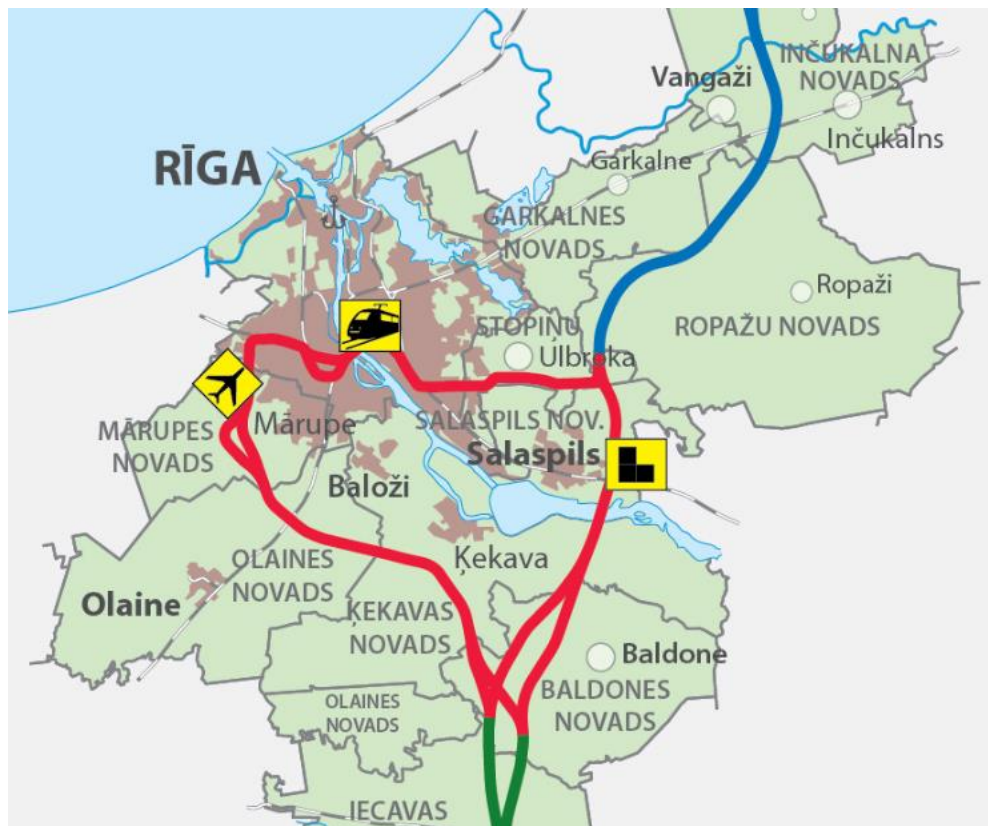 INČUKALNA
NOVADS
Vangaži
Inčukalns
Garkalne
RĪGA
GARKALNES
NOVADS
Ropaži
ROPAŽU NOVADS
STOPIŅU
Ulbroka
Mārupe
MĀRUPES
NOVADS
SALASPILS NOV.
Salaspils
Baloži
Ķekava
OLAINES
NOVADS
Olaine
ĶEKAVAS
NOVADS
Baldone
BALDONES
NOVADS
OLAINES
NOVADS
IECAVAS